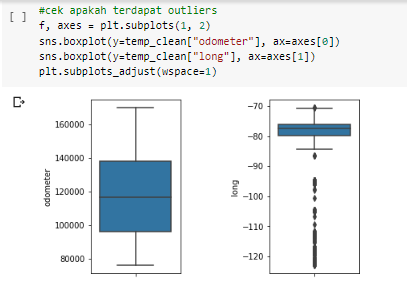 [ ] #cek apakah terdapat outliers
f, axes = plt.subplots(1, 2)
sns.boxplot(y=temp_clean["odometer"], ax=axes[0])
sns.boxplot(y=temp_clean["long"], ax=axes[1])
plt.subplots_adjust(wspace=1)
odometer
160000
140000
120000
100000
80000
long
−70
−80
−90
−100
−110
−120